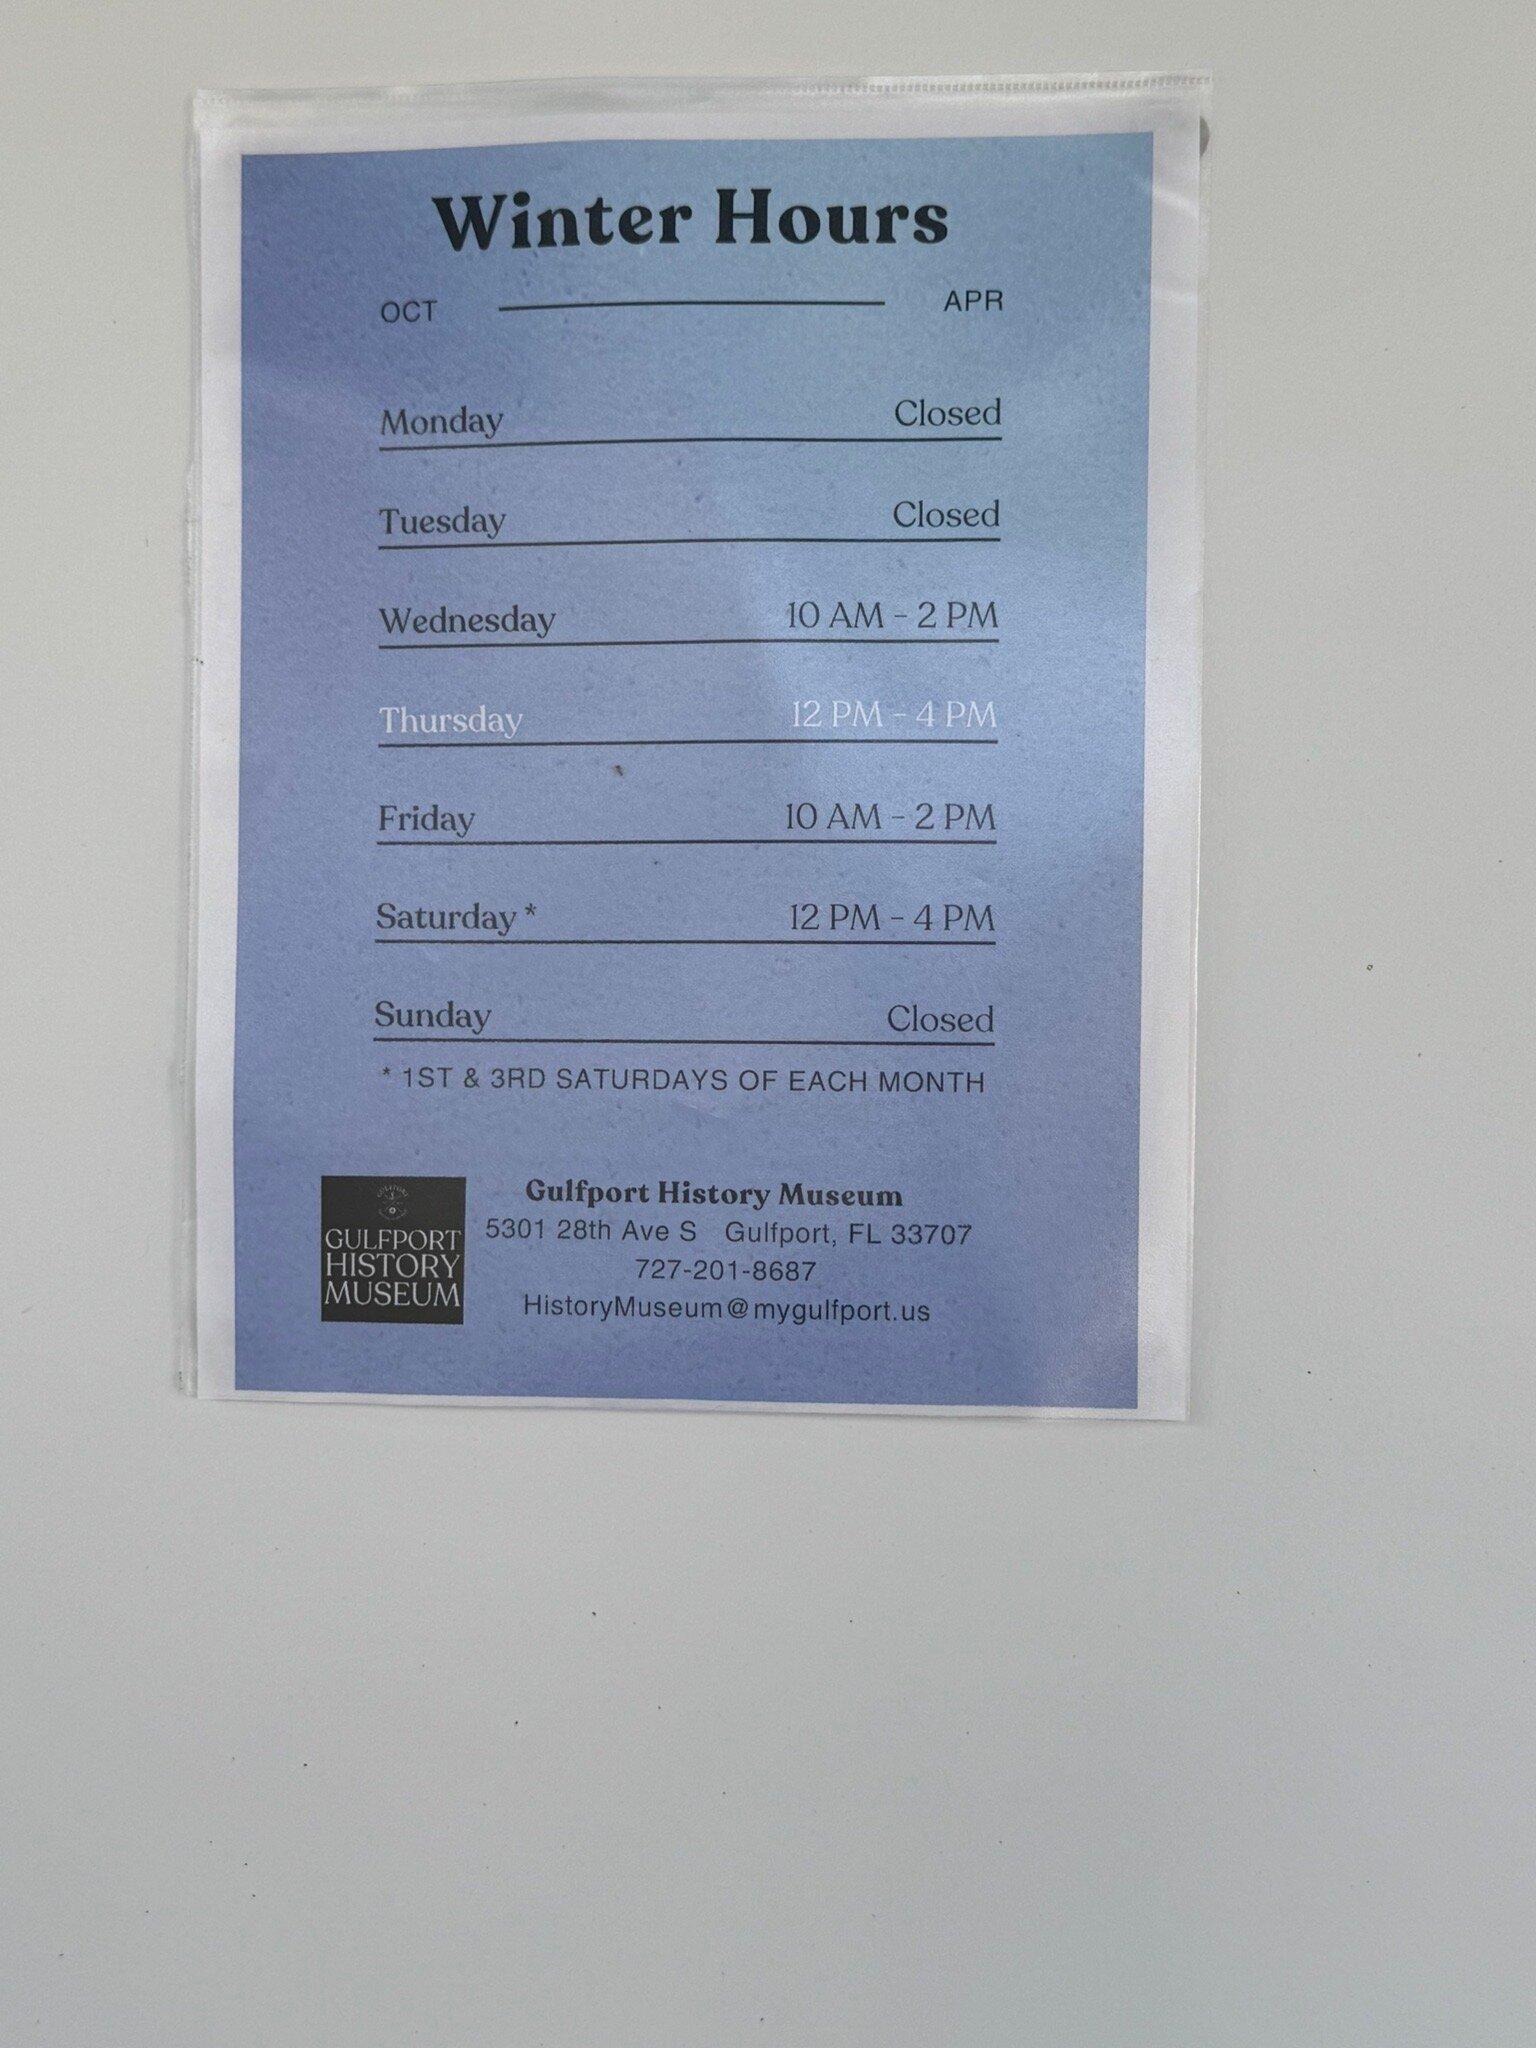 Winter Hours
OCT APR
Monday Closed
Tuesday Closed
Wednesday 10 AM - 2 PM
Thursday 12 PM - 4 PM
Friday 10 AM - 2 PM
Saturday * 12 PM - 4 PM
Sunday Closed
* 1ST & 3RD SATURDAYS OF EACH MONTH
GULFPORT
HISTORY
MUSEUM
Gulfport History Museum
5301 28th Ave S Gulfport, FL 33707
727-201-8687
HistoryMuseum@mygulfport.us